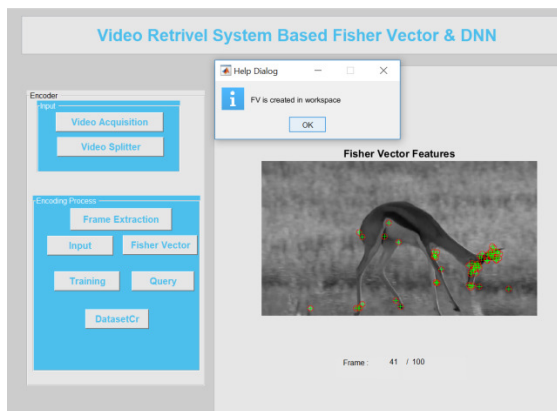 Video Retrivel System Based Fisher Vector & DNN
Help Dialog
FV is created in workspace
OK
Encoder
Input
Video Acquisition
Video Splitter
Encoding Process
Frame Extraction
Input
Fisher Vector
Training
Query
DatasetCr
Fisher Vector Features
Frame : 41 / 100